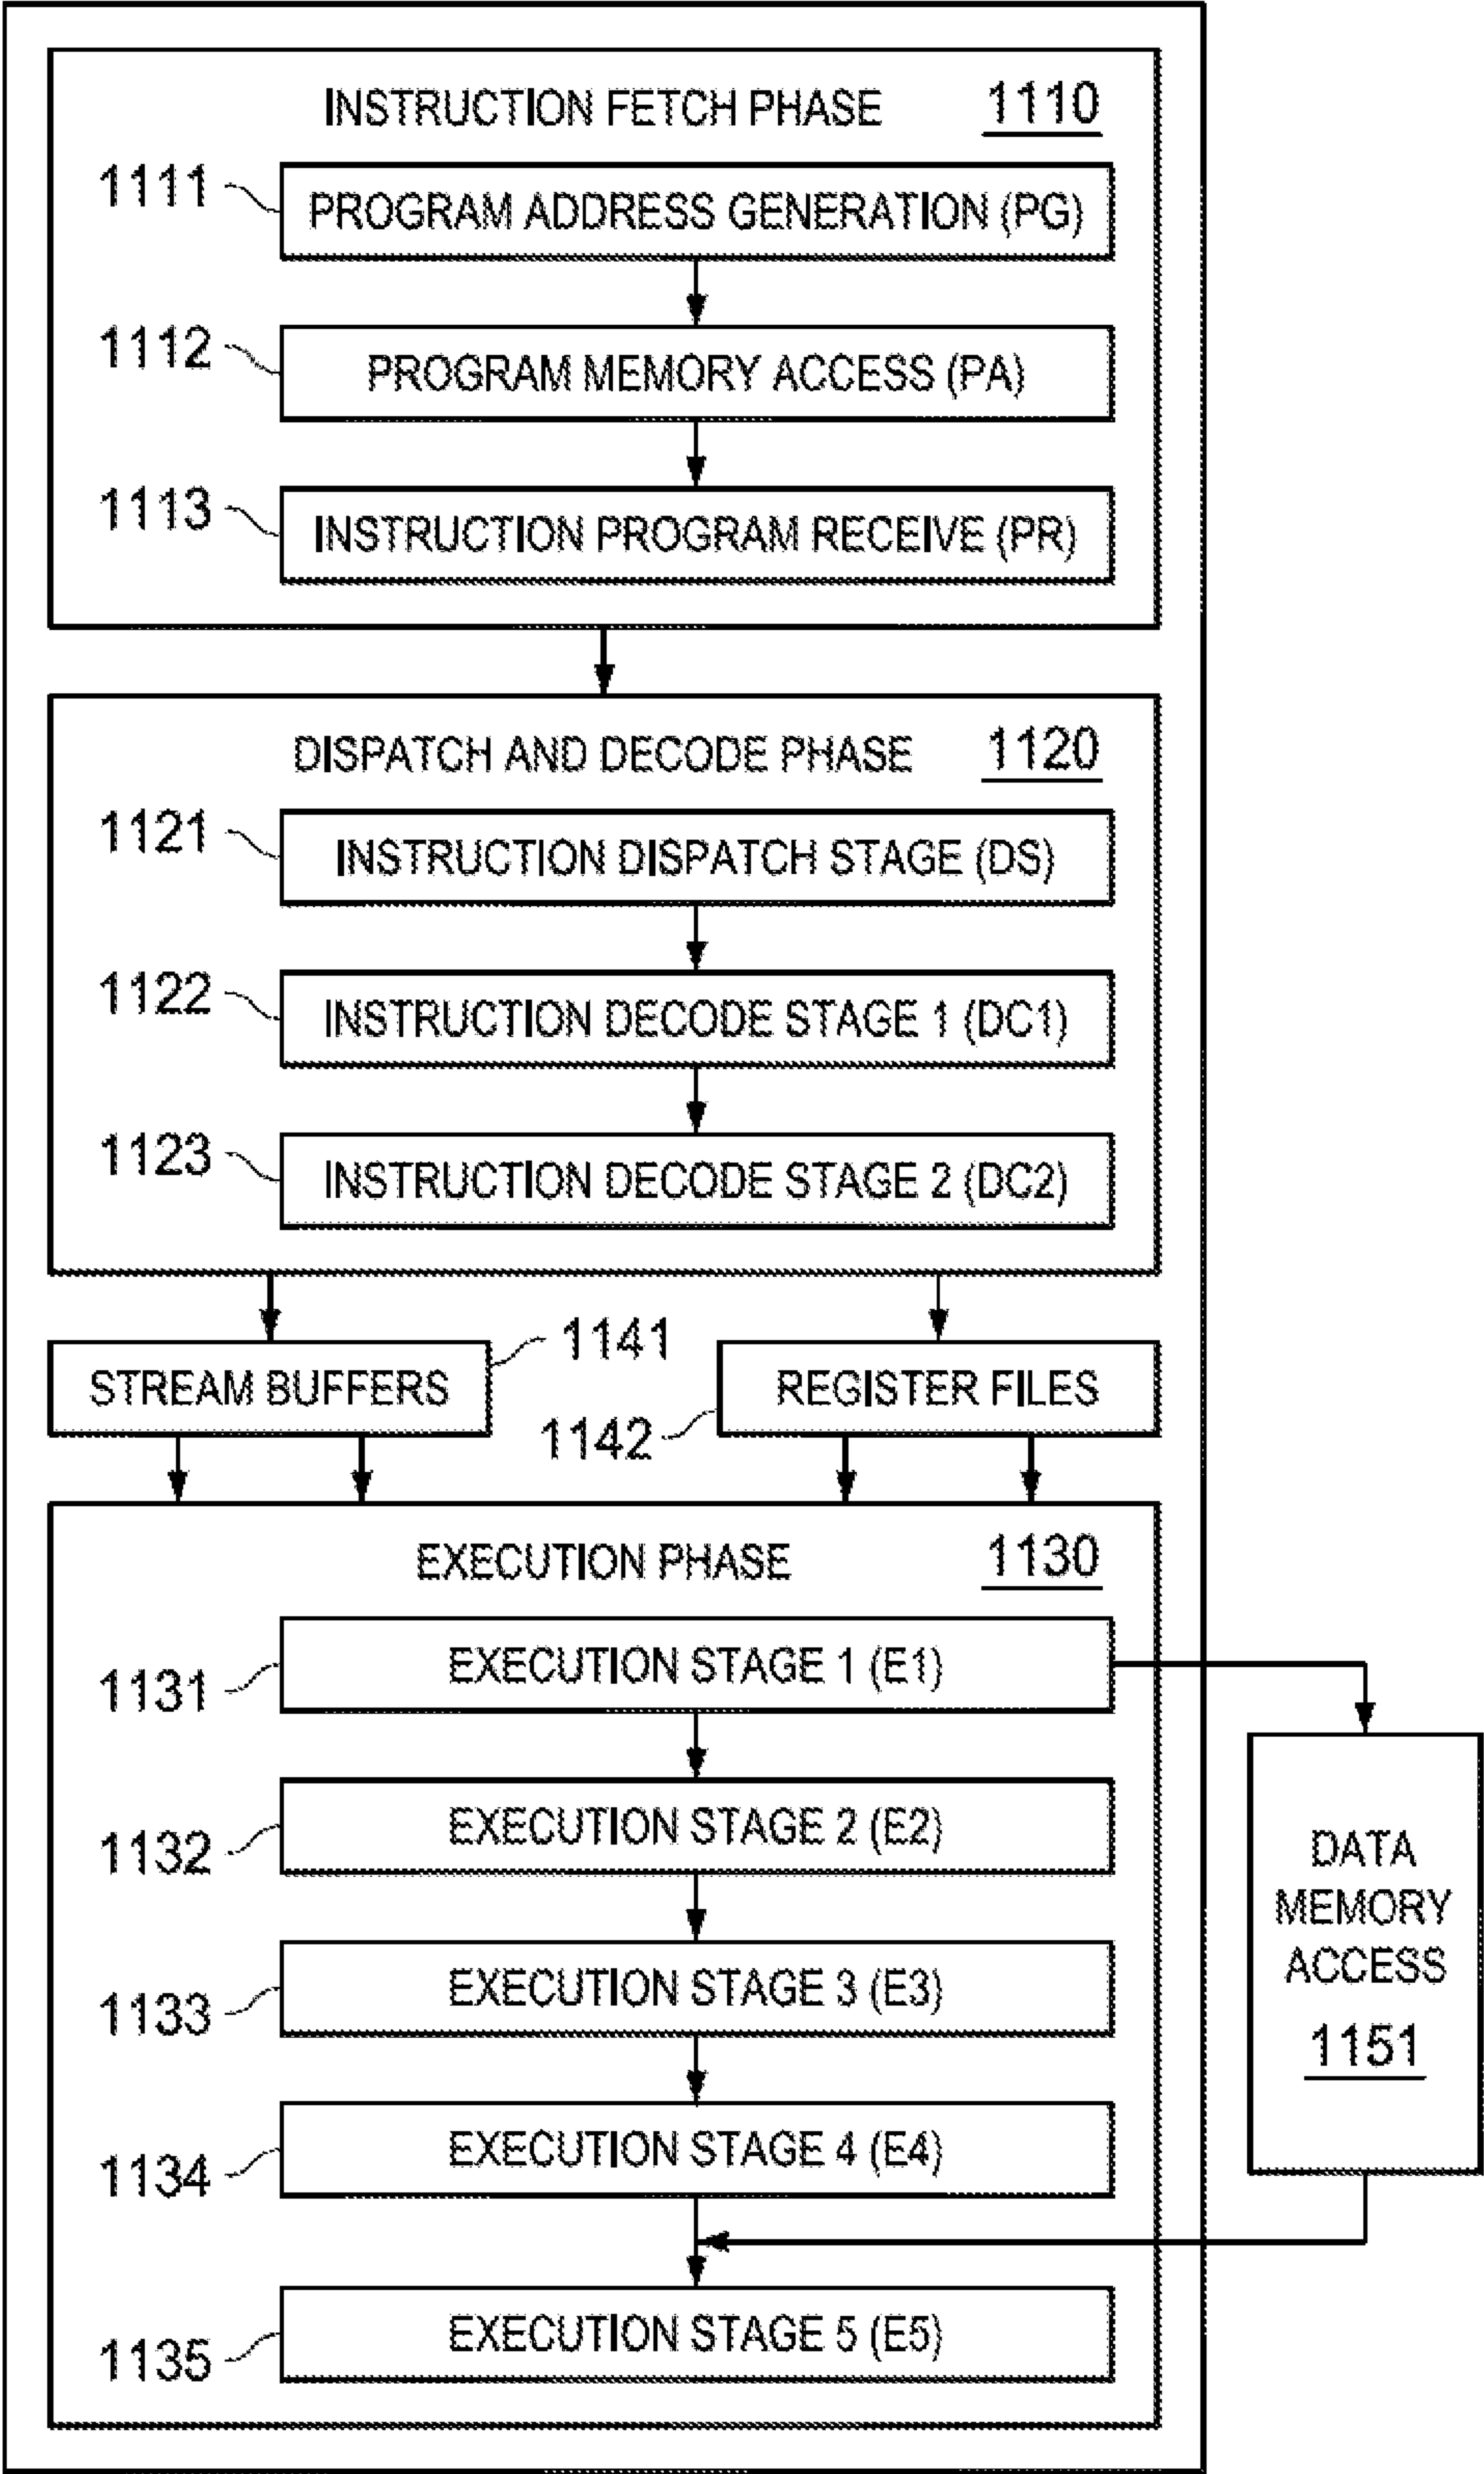 INSTRUCTION FETCH PHASE 1110
1111 PROGRAM ADDRESS GENERATION (PG)
1112 PROGRAM MEMORY ACCESS (PA)
1113 INSTRUCTION PROGRAM RECEIVE (PR)
DISPATCH AND DECODE PHASE 1120
1121 INSTRUCTION DISPATCH STAGE (DS)
1122 INSTRUCTION DECODE STAGE 1 (DC1)
1123 INSTRUCTION DECODE STAGE 2 (DC2)
STREAM BUFFERS 1141
1142 REGISTER FILES
EXECUTION PHASE 1130
1131 EXECUTION STAGE 1 (E1)
1132 EXECUTION STAGE 2 (E2)
1133 EXECUTION STAGE 3 (E3)
1134 EXECUTION STAGE 4 (E4)
1135 EXECUTION STAGE 5 (E5)
DATA
MEMORY
ACCESS
1151